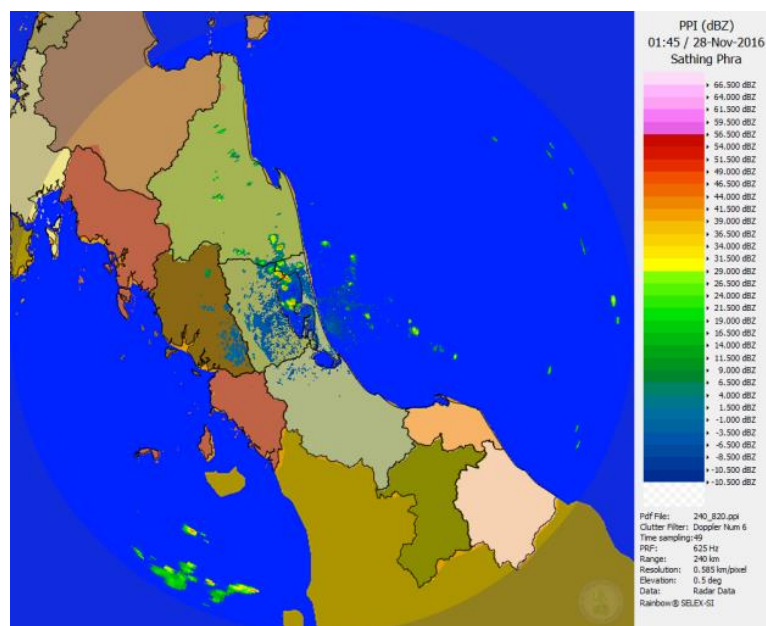 PPI (dBZ)
01:45 / 28-Nov-2016
Sathing Phra
66.500 dBZ
64.000 dBZ
61.500 dBZ
59.500 dBZ
56.500 dBZ
54.000 dBZ
51.500 dBZ
49.000 dBZ
46.500 dBZ
44.000 dBZ
41.500 dBZ
39.000 dBZ
36.500 dBZ
34.000 dBZ
31.500 dBZ
29.000 dBZ
26.500 dBZ
24.000 dBZ
21.500 dBZ
19.000 dBZ
16.500 dBZ
14.000 dBZ
11.500 dBZ
9.000 dBZ
6.500 dBZ
4.000 dBZ
1.500 dBZ
-1.000 dBZ
-3.500 dBZ
-6.500 dBZ
-8.500 dBZ
-10.500 dBZ
-10.500 dBZ
Pdf File: 240_820.ppi
Clutter Filter: Doppler Num 6
Time sampling:49
PRF: 625 Hz
Range: 240 km
Resolution: 0.585 km/pixel
Elevation: 0.5 deg
Data: Radar Data
Rainbow® SELEX-SI